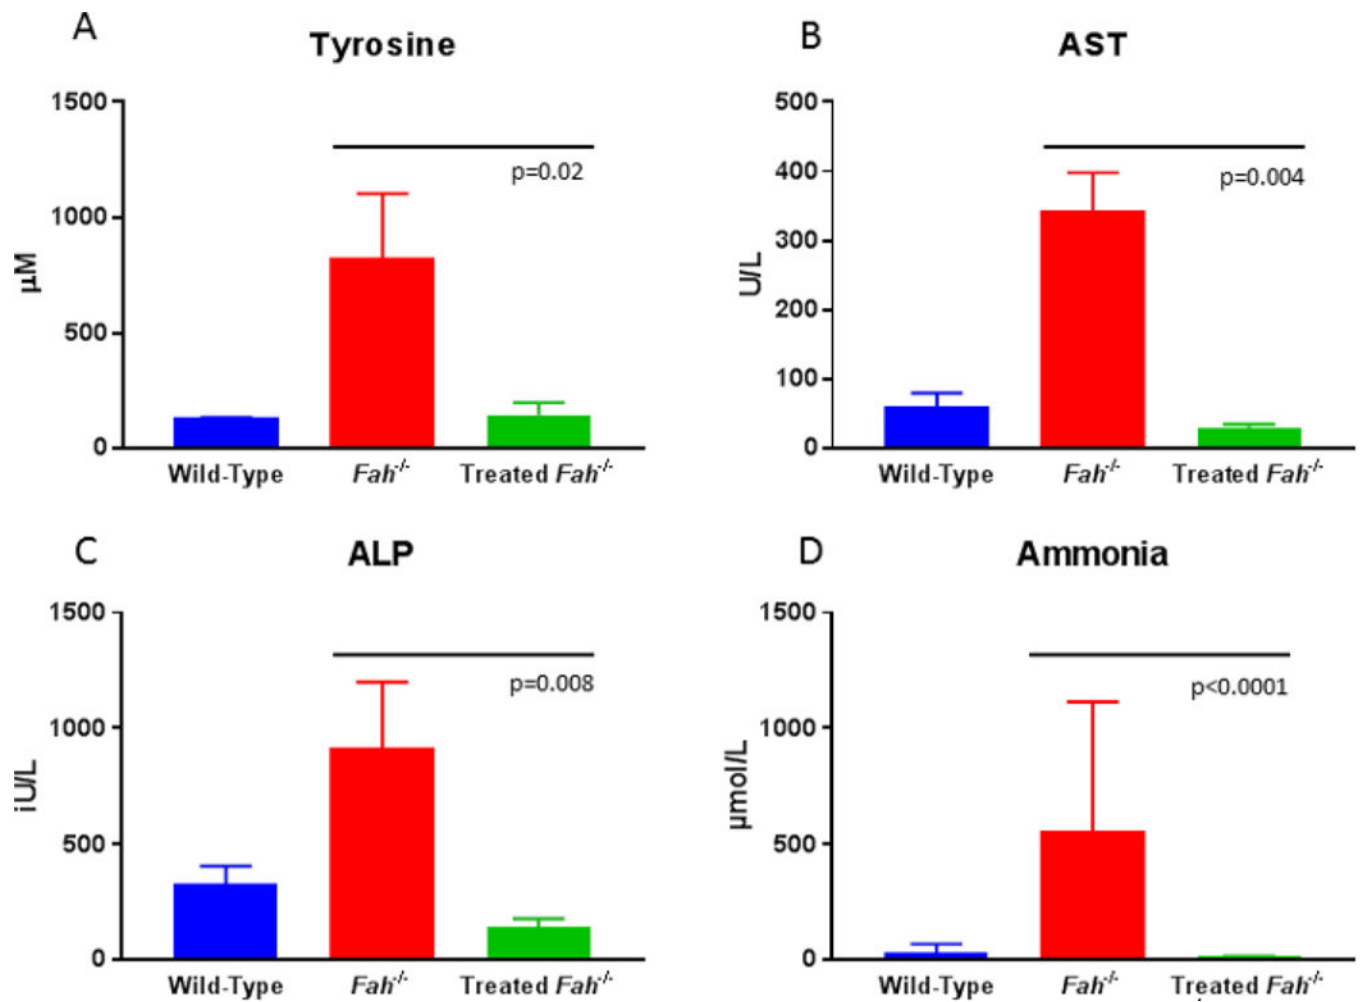 A
Tyrosine
1500
1000
500
0
µM
p=0.02
Wild-Type
Fah-/-
Treated Fah-/-
B
AST
500
400
300
200
100
0
U/L
p=0.004
Wild-Type
Fah-/-
Treated Fah-/-
C
ALP
1500
1000
500
0
iU/L
p=0.008
Wild-Type
Fah-/-
Treated Fah-/-
D
Ammonia
1500
1000
500
0
µmol/L
p<0.0001
Wild-Type
Fah-/-
Treated Fah-/-